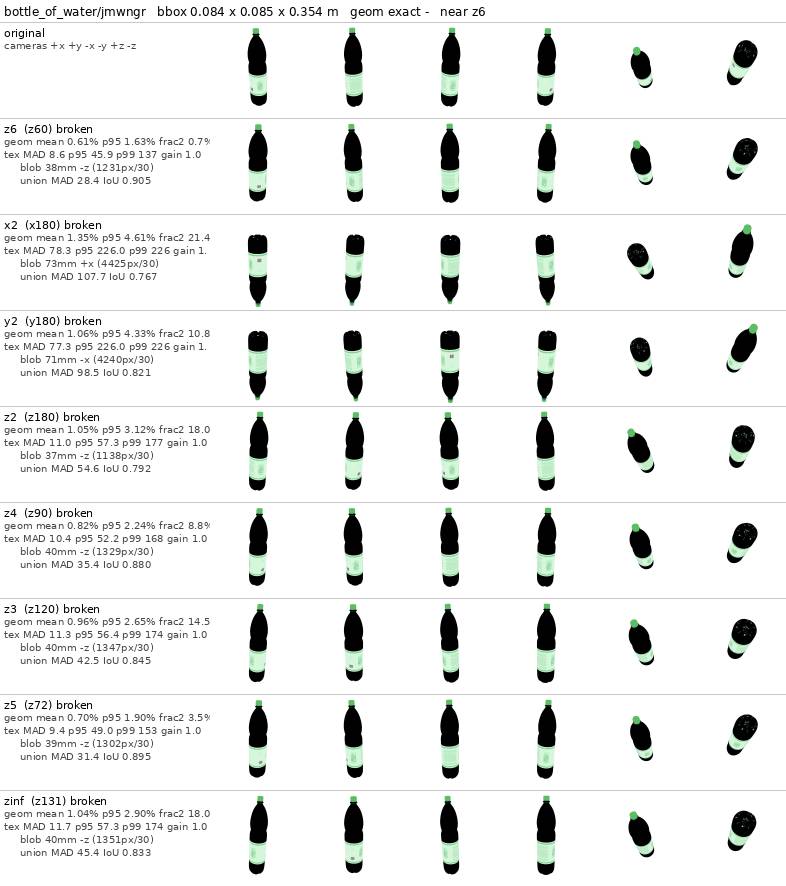 bottle_of_water/jmwngr   bbox 0.084 x 0.085 x 0.354 m   geom exact -   near z6
original
cameras +x +y -x -y +z -z
z6  (z60) broken
geom mean 0.61% p95 1.63% frac2 0.7%
tex MAD 8.6 p95 45.9 p99 137 gain 1.0
blob 38mm -z (1231px/30)
union MAD 28.4 IoU 0.905
x2  (x180) broken
geom mean 1.35% p95 4.61% frac2 21.4
tex MAD 78.3 p95 226.0 p99 226 gain 1.
blob 73mm +x (4425px/30)
union MAD 107.7 IoU 0.767
y2  (y180) broken
geom mean 1.06% p95 4.33% frac2 10.8
tex MAD 77.3 p95 226.0 p99 226 gain 1.
blob 71mm -x (4240px/30)
union MAD 98.5 IoU 0.821
z2  (z180) broken
geom mean 1.05% p95 3.12% frac2 18.0
tex MAD 11.0 p95 57.3 p99 177 gain 1.0
blob 37mm -z (1138px/30)
union MAD 54.6 IoU 0.792
z4  (z90) broken
geom mean 0.82% p95 2.24% frac2 8.8%
tex MAD 10.4 p95 52.2 p99 168 gain 1.0
blob 40mm -z (1329px/30)
union MAD 35.4 IoU 0.880
z3  (z120) broken
geom mean 0.96% p95 2.65% frac2 14.5
tex MAD 11.3 p95 56.4 p99 174 gain 1.0
blob 40mm -z (1347px/30)
union MAD 42.5 IoU 0.845
z5  (z72) broken
geom mean 0.70% p95 1.90% frac2 3.5%
tex MAD 9.4 p95 49.0 p99 153 gain 1.0
blob 39mm -z (1302px/30)
union MAD 31.4 IoU 0.895
zinf  (z131) broken
geom mean 1.04% p95 2.90% frac2 18.0
tex MAD 11.7 p95 57.3 p99 174 gain 1.0
blob 40mm -z (1351px/30)
union MAD 45.4 IoU 0.833